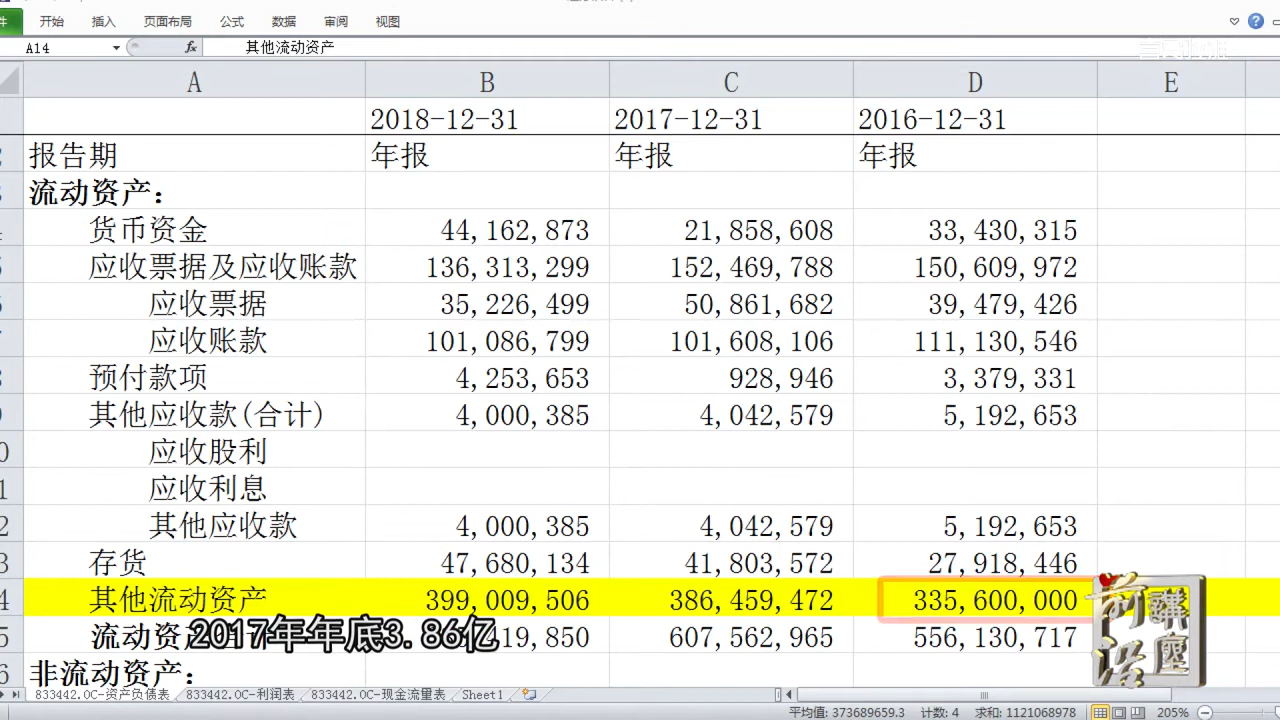 件 开始 插入 页面布局 公式 数据 审阅 视图
A14 fx 其他流动资产
A B C D E
2018-12-31 2017-12-31 2016-12-31
报告期 年报 年报 年报
流动资产：
货币资金 44,162,873 21,858,608 33,430,315
应收票据及应收账款 136,313,299 152,469,788 150,609,972
应收票据 35,226,499 50,861,682 39,479,426
应收账款 101,086,799 101,608,106 111,130,546
预付款项 4,253,653 928,946 3,379,331
其他应收款(合计) 4,000,385 4,042,579 5,192,653
应收股利
应收利息
其他应收款 4,000,385 4,042,579 5,192,653
存货 47,680,134 41,803,572 27,918,446
其他流动资产 399,009,506 386,459,472 335,600,000
流动资 19,850 607,562,965 556,130,717
2017年年底3.86亿
非流动资产：
833442.OC-资产负债表 833442.OC-利润表 833442.OC-现金流量表 Sheet1
平均值: 373689659.3 计数: 4 求和: 1121068978 205%
前沿講座